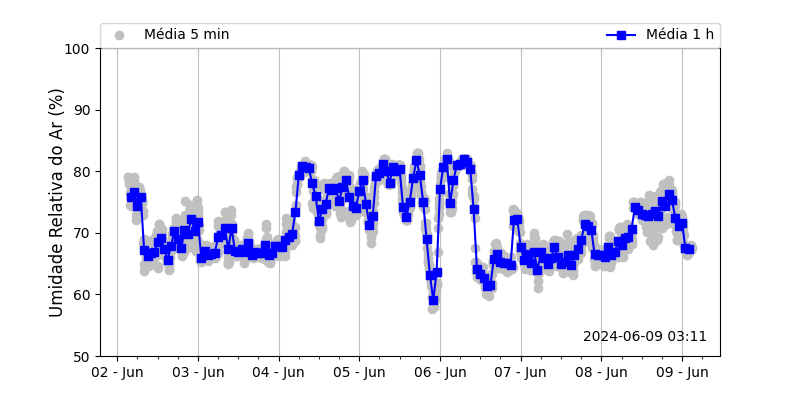 Média 5 min
Média 1 h
100
90
80
70
60
50
Umidade Relativa do Ar (%)
2024-06-09 03:11
02 - Jun
03 - Jun
04 - Jun
05 - Jun
06 - Jun
07 - Jun
08 - Jun
09 - Jun